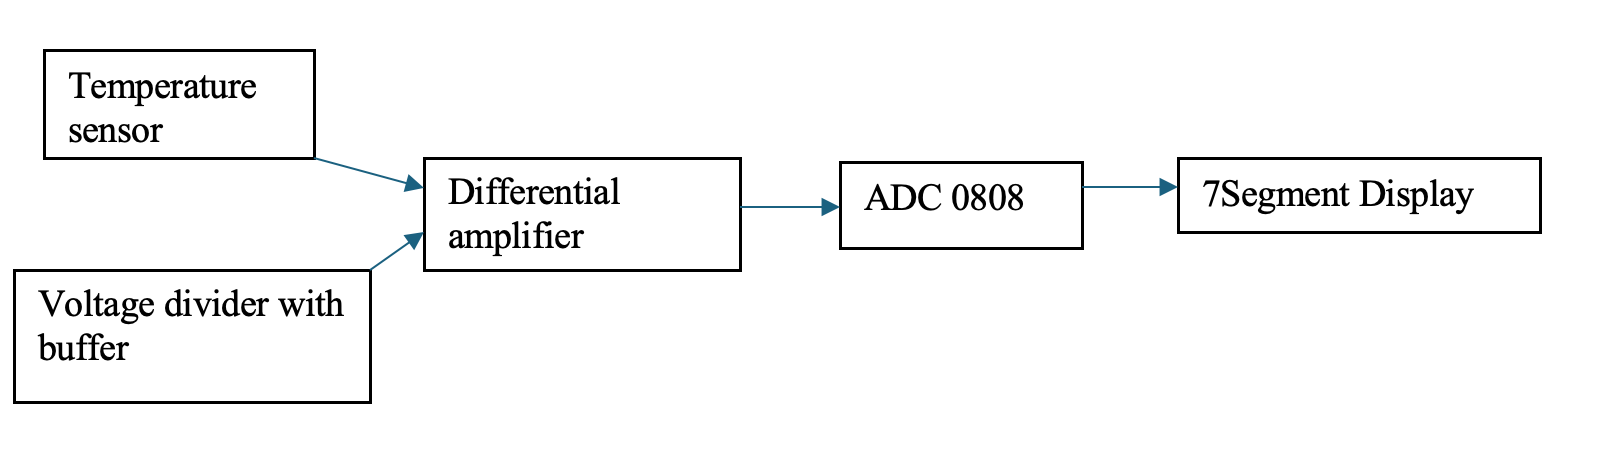 Temperature
sensor
Voltage divider with
buffer
Differential
amplifier
ADC 0808
7Segment Display